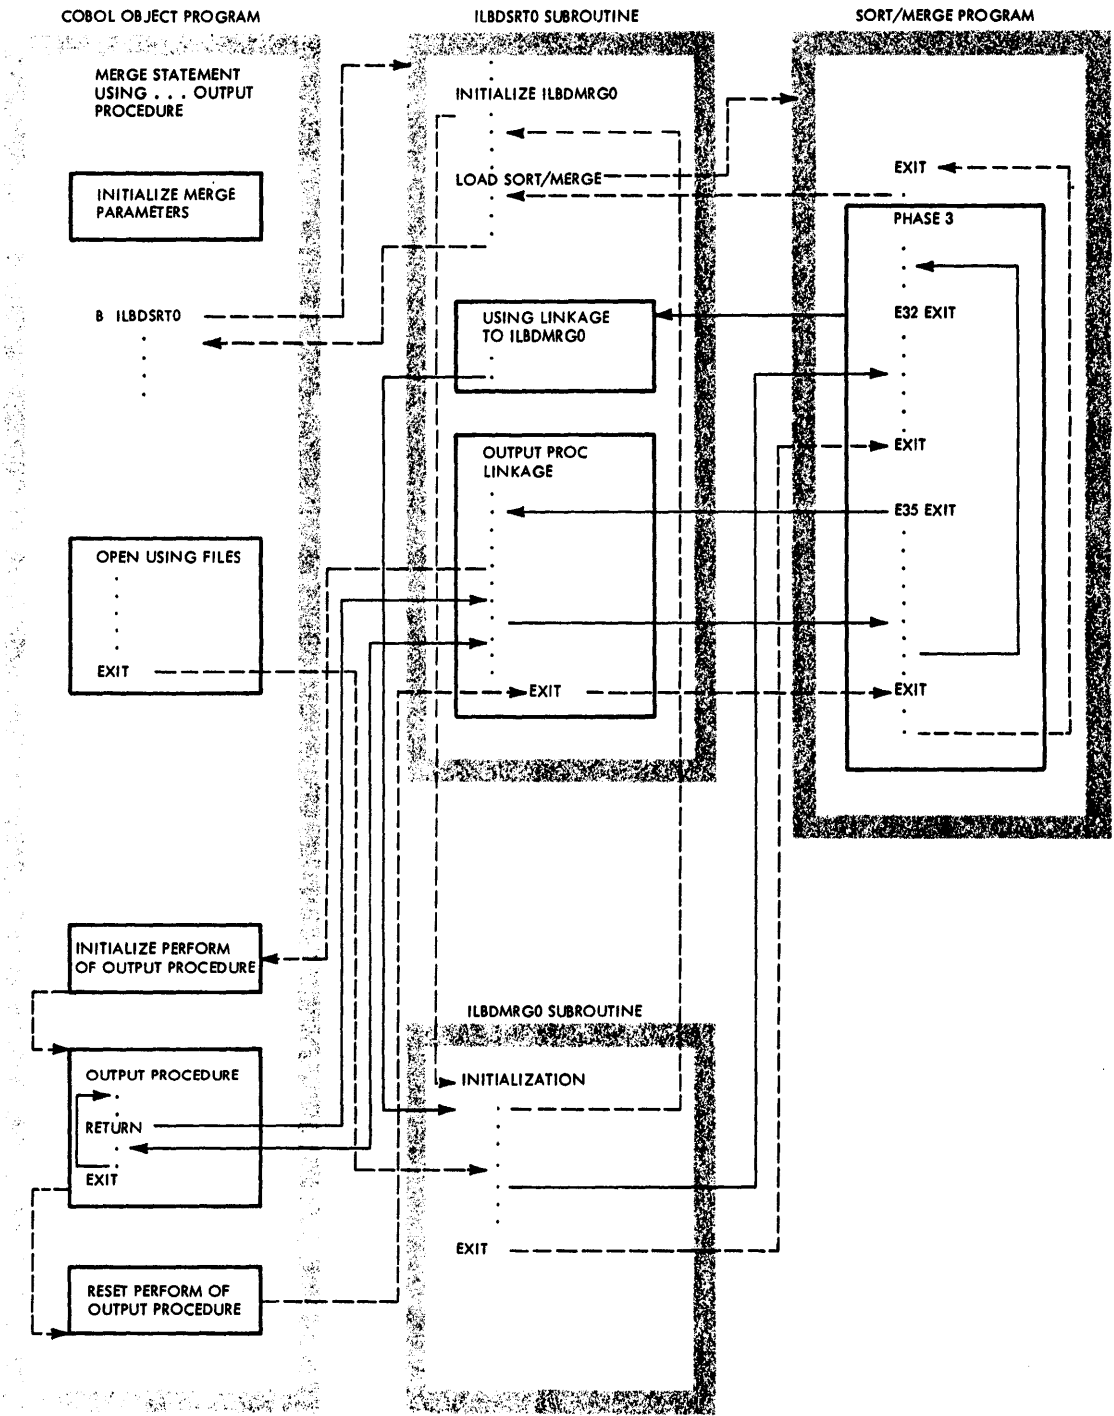 COBOL OBJECT PROGRAM
MERGE STATEMENT
USING . . . OUTPUT
PROCEDURE
INITIALIZE MERGE
PARAMETERS
B ILBDSRT0
OPEN USING FILES
EXIT
INITIALIZE PERFORM
OF OUTPUT PROCEDURE
OUTPUT PROCEDURE
RETURN
EXIT
RESET PERFORM OF
OUTPUT PROCEDURE
ILBDSRT0 SUBROUTINE
INITIALIZE ILBDMRG0
LOAD SORT/MERGE
USING LINKAGE
TO ILBDMRG0
OUTPUT PROC
LINKAGE
EXIT
ILBDMRG0 SUBROUTINE
INITIALIZATION
EXIT
SORT/MERGE PROGRAM
EXIT
PHASE 3
E32 EXIT
EXIT
E35 EXIT
EXIT